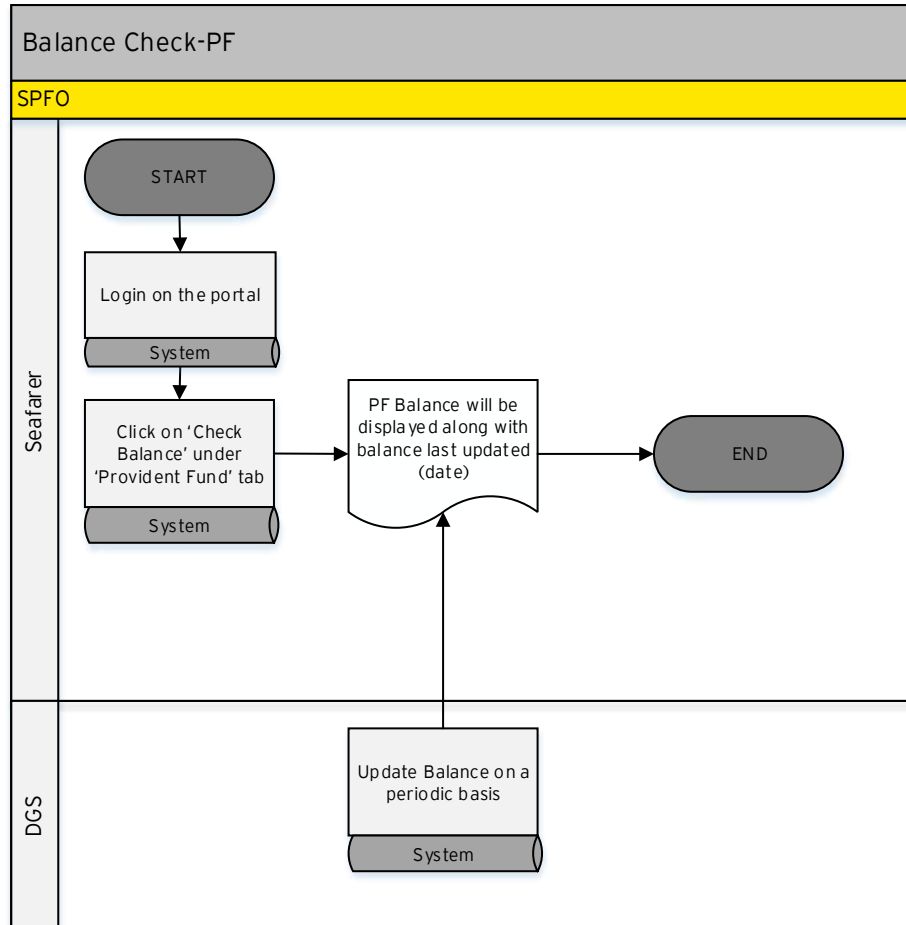 Balance Check-PF
SPFO
Seafarer
START
Login on the portal
System
Click on ‘Check
Balance’ under
‘Provident Fund’ tab
System
PF Balance will be
displayed along with
balance last updated
(date)
END
DGS
Update Balance on a
periodic basis
System